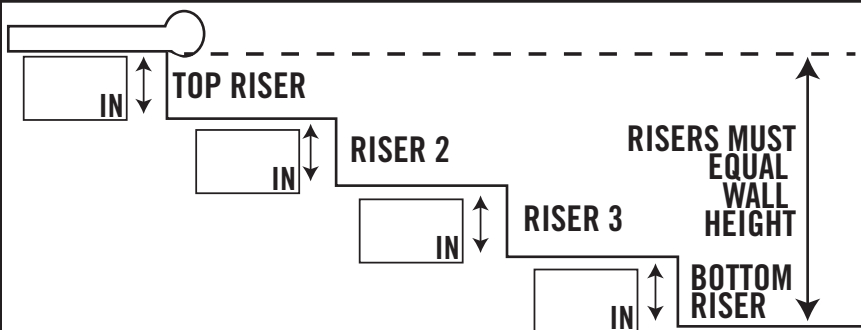 IN
TOP RISER
IN
RISER 2
IN
RISER 3
RISERS MUST
EQUAL
WALL
HEIGHT
IN
BOTTOM
RISER